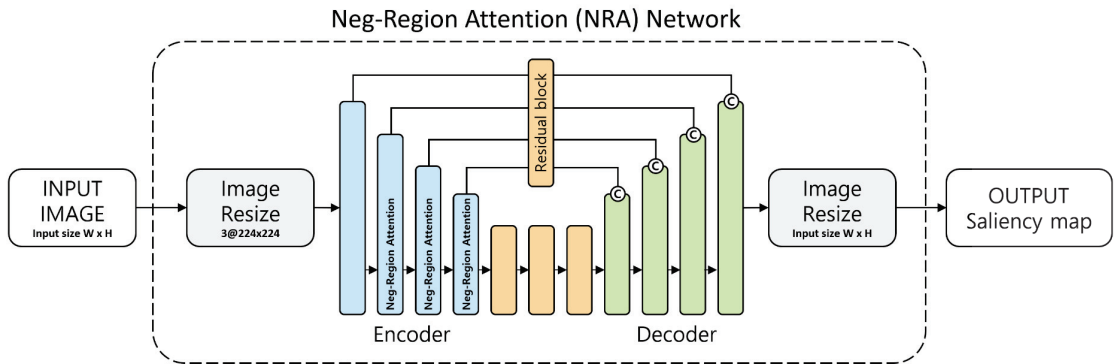 Neg-Region Attention (NRA) Network
INPUT
IMAGE
Input size W x H
Image
Resize
3@224x224
Neg-Region Attention
Neg-Region Attention
Neg-Region Attention
Residual block
C
C
C
C
Encoder
Decoder
Image
Resize
Input size W x H
OUTPUT
Saliency map